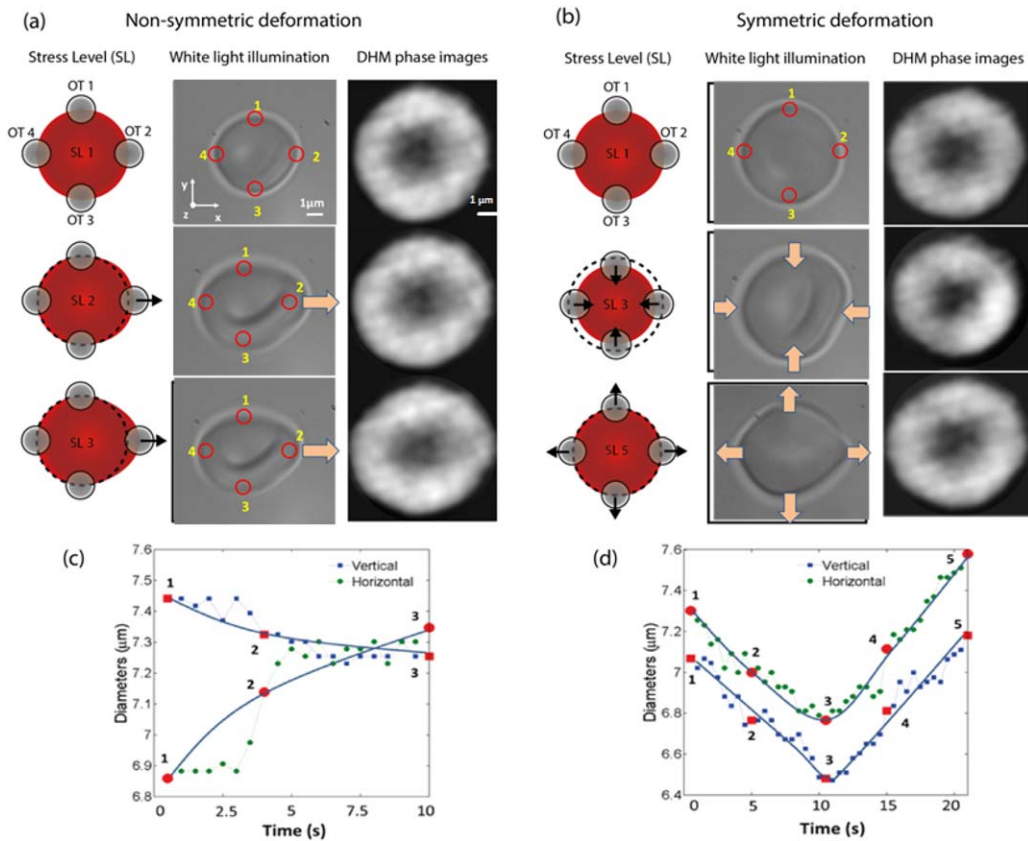 (a)
Non-symmetric deformation
Stress Level (SL)
White light illumination
DHM phase images
OT 1
OT 4
OT 2
SL 1
OT 3
1
4
2
3
y
z
x
1μm
1 μm
SL 2
1
2
4
3
SL 3
1
2
4
3
(b)
Symmetric deformation
Stress Level (SL)
White light illumination
DHM phase images
OT 1
OT 4
OT 2
SL 1
OT 3
1
2
4
3
SL 3
SL 5
(c)
7.6
7.5
7.4
7.3
7.2
7.1
7
6.9
6.8
Diameters (μm)
Vertical
Horizontal
1
2
3
1
2
3
0
2.5
5
7.5
10
Time (s)
(d)
7.6
7.4
7.2
7
6.8
6.6
6.4
Diameters (μm)
Vertical
Horizontal
1
2
3
4
5
1
2
3
4
5
0
5
10
15
20
Time (s)